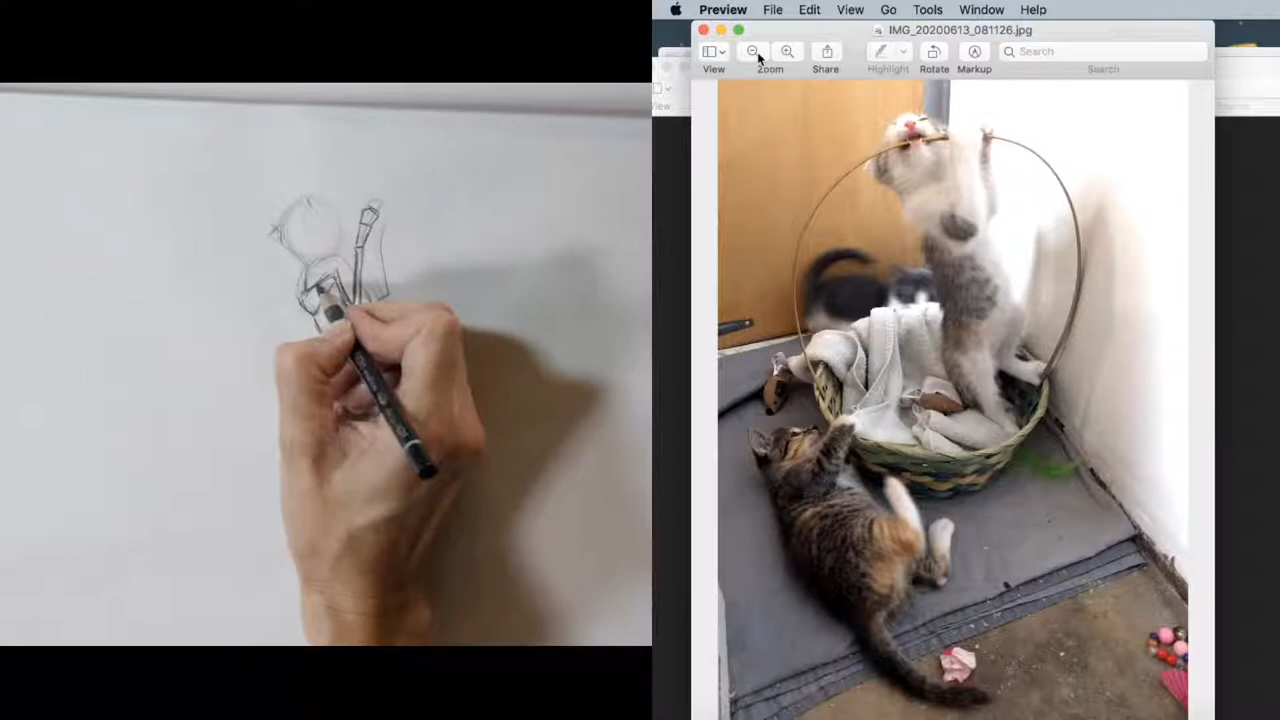 Preview File Edit View Go Tools Window Help
IMG_20200613_081126.jpg
Search
View Zoom Share Highlight Rotate Markup Search